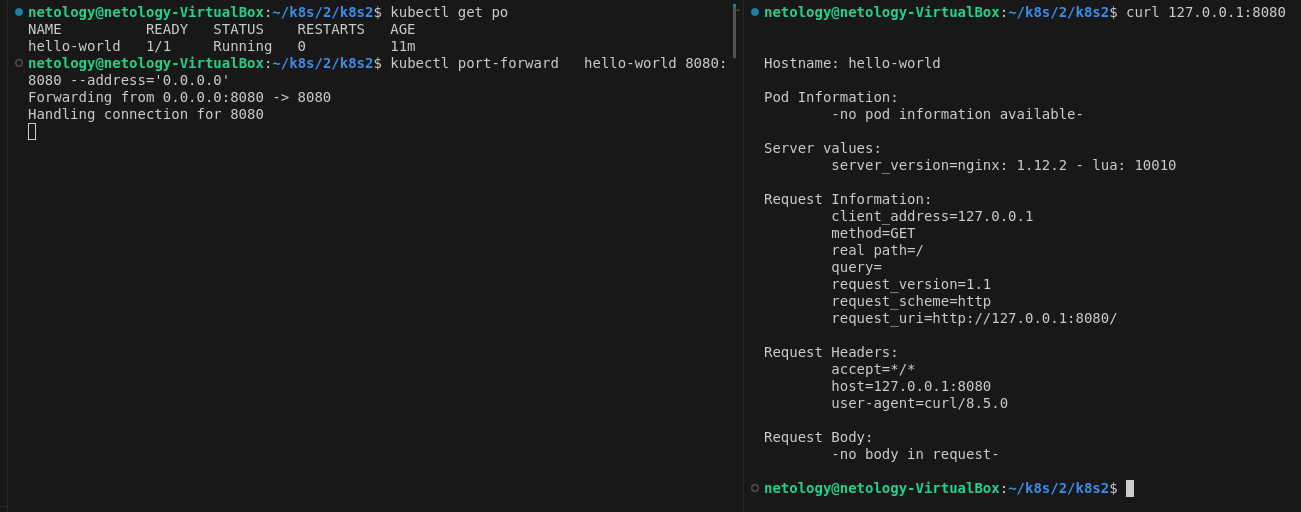 netology@netology-VirtualBox:~/k8s/2/k8s2$ kubectl get po
NAME          READY   STATUS    RESTARTS   AGE
hello-world   1/1     Running   0          11m
netology@netology-VirtualBox:~/k8s/2/k8s2$ kubectl port-forward   hello-world 8080:
8080 --address='0.0.0.0'
Forwarding from 0.0.0.0:8080 -> 8080
Handling connection for 8080
netology@netology-VirtualBox:~/k8s/2/k8s2$ curl 127.0.0.1:8080
Hostname: hello-world
Pod Information:
        -no pod information available-
Server values:
        server_version=nginx: 1.12.2 - lua: 10010
Request Information:
        client_address=127.0.0.1
        method=GET
        real path=/
        query=
        request_version=1.1
        request_scheme=http
        request_uri=http://127.0.0.1:8080/
Request Headers:
        accept=*/*
        host=127.0.0.1:8080
        user-agent=curl/8.5.0
Request Body:
        -no body in request-
netology@netology-VirtualBox:~/k8s/2/k8s2$